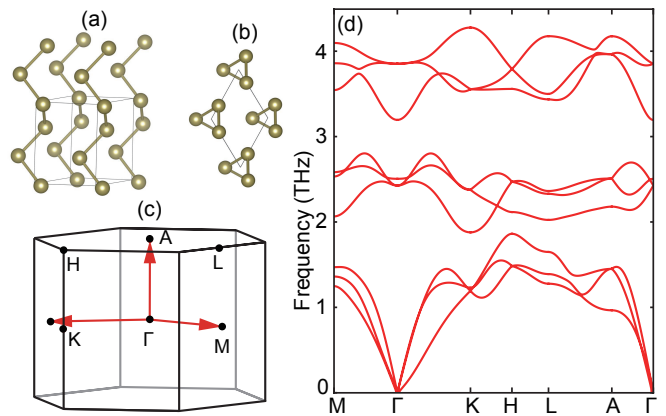 (a)
(b)
(c)
A
H
L
K
Γ
M
(d)
Frequency (THz)
4
3
2
1
0
M Γ K H L A Γ